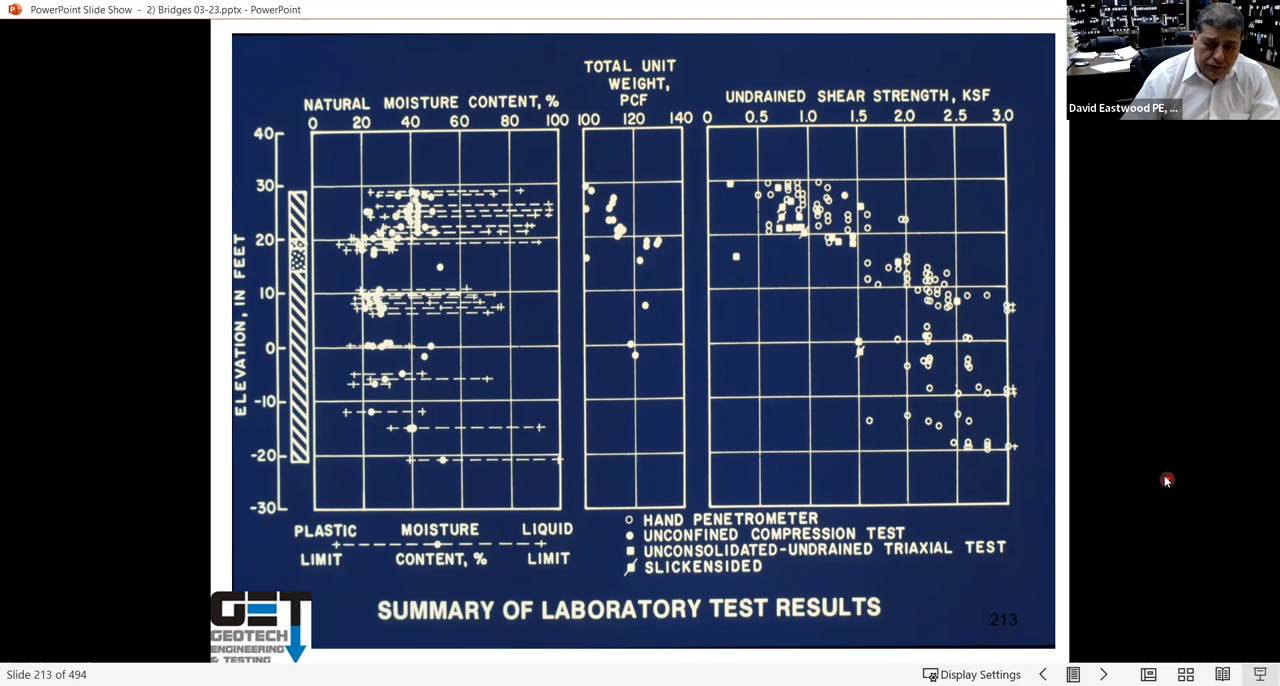 PowerPoint Slide Show - 2) Bridges 03-23.pptx - PowerPoint
David Eastwood PE, ...
TOTAL UNIT
WEIGHT,
PCF
NATURAL MOISTURE CONTENT, %
UNDRAINED SHEAR STRENGTH, KSF
0 20 40 60 80 100
100 120 140
0 0.5 1.0 1.5 2.0 2.5 3.0
ELEVATION, IN FEET
40
30
20
10
0
-10
-20
-30
PLASTIC MOISTURE LIQUID
LIMIT CONTENT, % LIMIT
HAND PENETROMETER
UNCONFINED COMPRESSION TEST
UNCONSOLIDATED-UNDRAINED TRIAXIAL TEST
SLICKENSIDED
SUMMARY OF LABORATORY TEST RESULTS
213
GET
GEOTECH
ENGINEERING
& TESTING
Slide 213 of 494
Display Settings